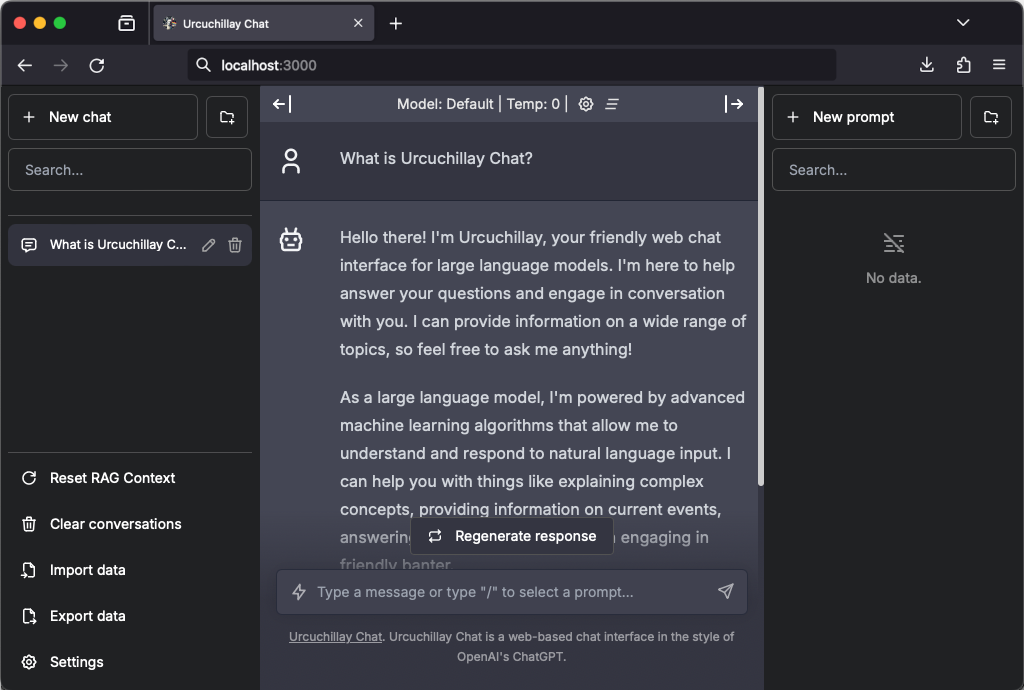 Urcuchillay Chat
localhost:3000
New chat
Search...
What is Urcuchillay C...
Reset RAG Context
Clear conversations
Import data
Export data
Settings
Model: Default | Temp: 0 |
What is Urcuchillay Chat?
Hello there! I'm Urcuchillay, your friendly web chat
interface for large language models. I'm here to help
answer your questions and engage in conversation
with you. I can provide information on a wide range of
topics, so feel free to ask me anything!
As a large language model, I'm powered by advanced
machine learning algorithms that allow me to
understand and respond to natural language input. I
can help you with things like explaining complex
concepts, providing information on current events,
answering engaging in
friendly banter.
Regenerate response
Type a message or type "/" to select a prompt...
Urcuchillay Chat. Urcuchillay Chat is a web-based chat interface in the style of
OpenAI's ChatGPT.
New prompt
Search...
No data.